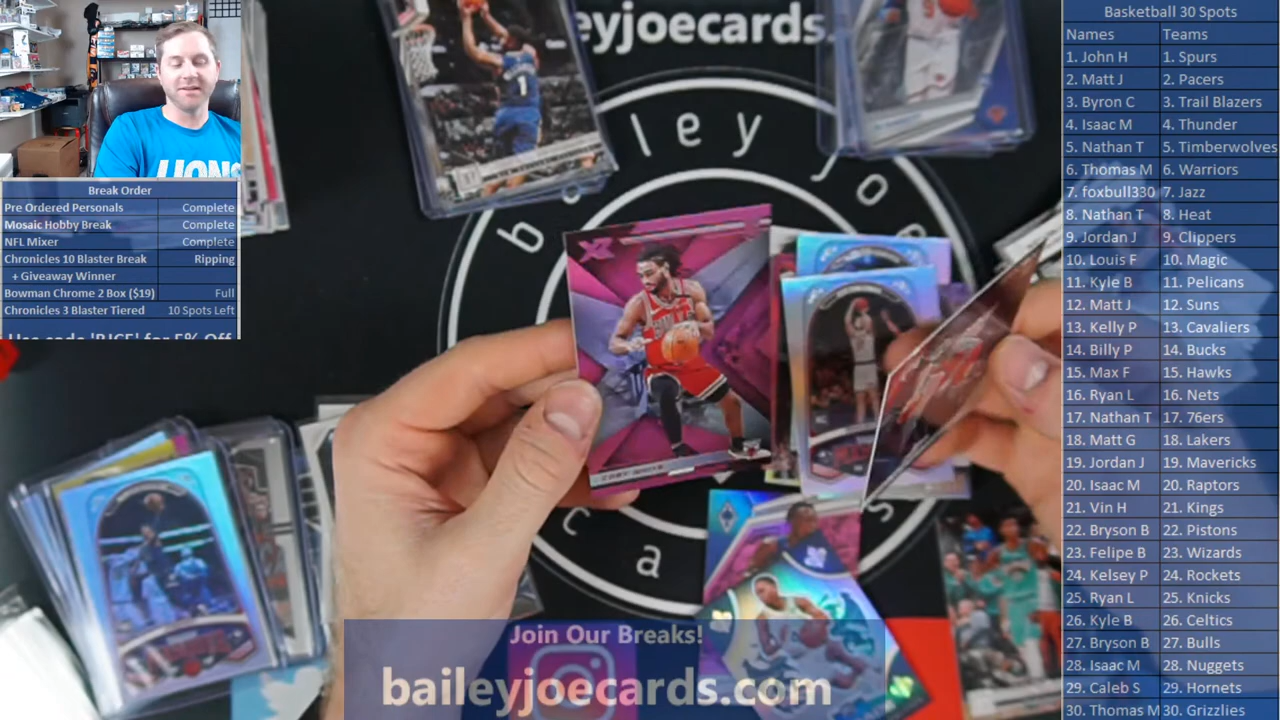 baileyjoecards.
Basketball 30 Spots
Names Teams
1. John H 1. Spurs
2. Matt J 2. Pacers
3. Byron C 3. Trail Blazers
4. Isaac M 4. Thunder
5. Nathan T 5. Timberwolves
6. Thomas M 6. Warriors
7. foxbull330 7. Jazz
8. Nathan T 8. Heat
9. Jordan J 9. Clippers
10. Louis F 10. Magic
11. Kyle B 11. Pelicans
12. Matt J 12. Suns
13. Kelly P 13. Cavaliers
14. Billy P 14. Bucks
15. Max F 15. Hawks
16. Ryan L 16. Nets
17. Nathan T 17. 76ers
18. Matt G 18. Lakers
19. Jordan J 19. Mavericks
20. Isaac M 20. Raptors
21. Vin H 21. Kings
22. Bryson B 22. Pistons
23. Felipe B 23. Wizards
24. Kelsey P 24. Rockets
25. Ryan L 25. Knicks
26. Kyle B 26. Celtics
27. Bryson B 27. Bulls
28. Isaac M 28. Nuggets
29. Caleb S 29. Hornets
30. Thomas M 30. Grizzlies
LIONS
Break Order
Pre Ordered Personals Complete
Mosaic Hobby Break Complete
NFL Mixer Complete
Chronicles 10 Blaster Break Ripping
+ Giveaway Winner
Bowman Chrome 2 Box ($19) Full
Chronicles 3 Blaster Tiered 10 Spots Left
1
b
l e y
j o
XR
BULLS
c a
s
Join Our Breaks!
baileyjoecards.com